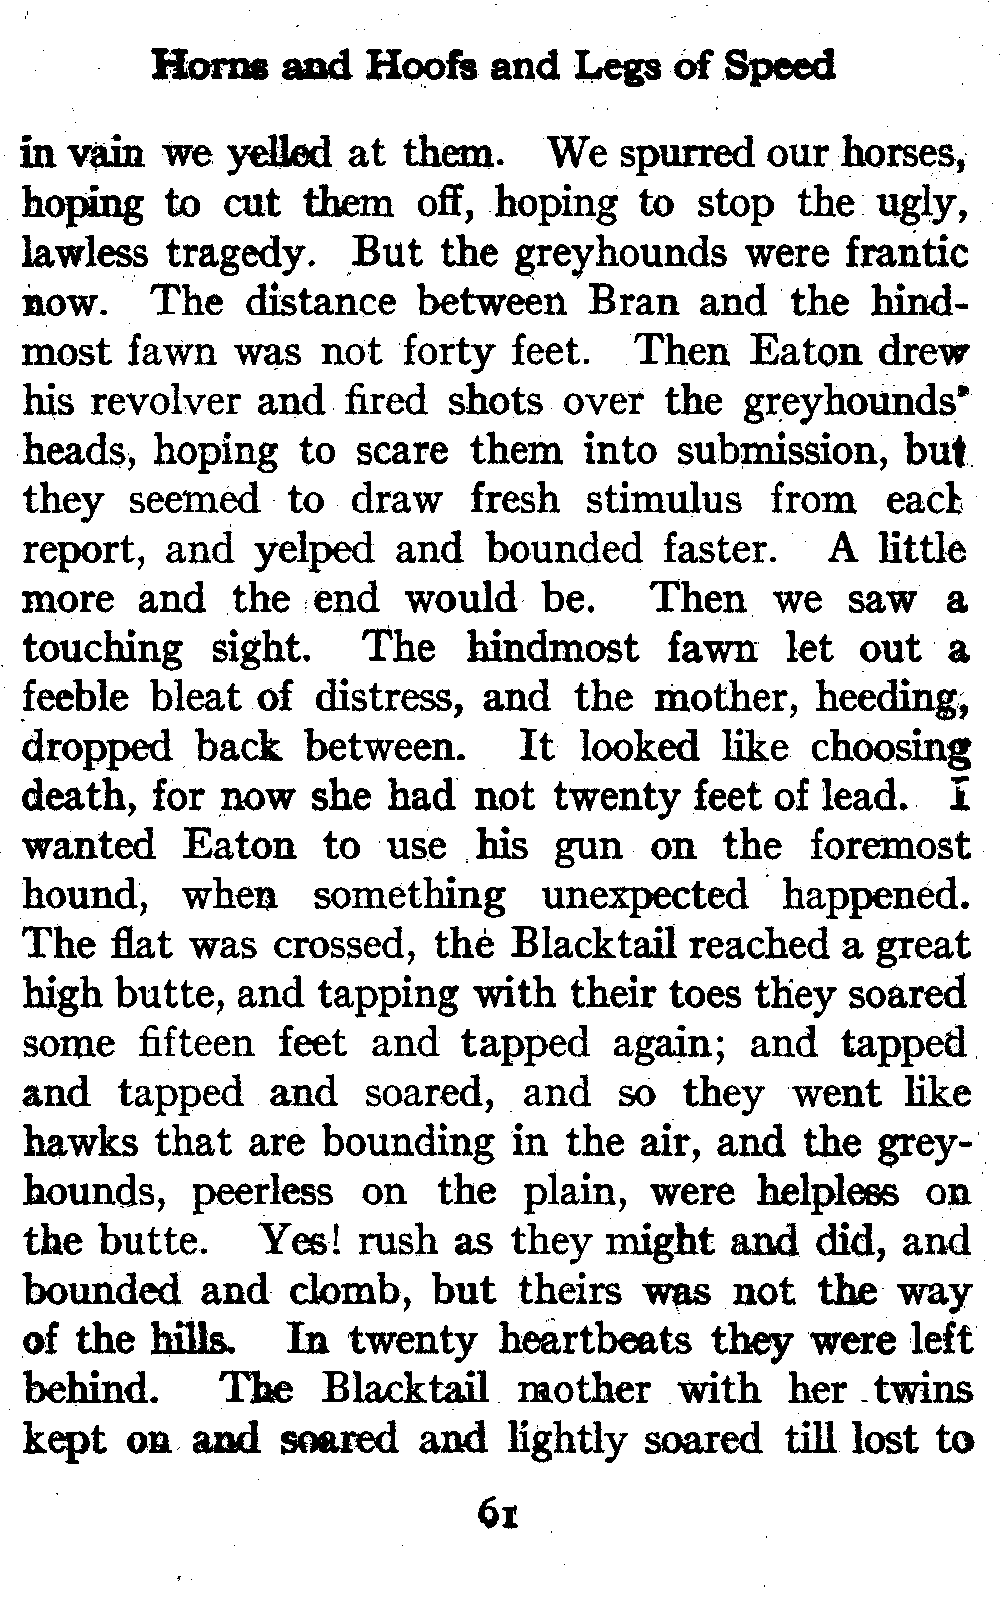 Horns and Hoofs and Legs of Speed
in vain we yelled at them. We spurred our horses,
hoping to cut them off, hoping to stop the ugly,
lawless tragedy. But the greyhounds were frantic
now. The distance between Bran and the hind-
most fawn was not forty feet. Then Eaton drew
his revolver and fired shots over the greyhounds'
heads, hoping to scare them into submission, but
they seemed to draw fresh stimulus from each
report, and yelped and bounded faster. A little
more and the end would be. Then we saw a
touching sight. The hindmost fawn let out a
feeble bleat of distress, and the mother, heeding,
dropped back between. It looked like choosing
death, for now she had not twenty feet of lead. I
wanted Eaton to use his gun on the foremost
hound, when something unexpected happened.
The flat was crossed, the Blacktail reached a great
high butte, and tapping with their toes they soared
some fifteen feet and tapped again; and tapped
and tapped and soared, and so they went like
hawks that are bounding in the air, and the grey-
hounds, peerless on the plain, were helpless on
the butte. Yes! rush as they might and did, and
bounded and clomb, but theirs was not the way
of the hills. In twenty heartbeats they were left
behind. The Blacktail mother with her twins
kept on and soared and lightly soared till lost to
61